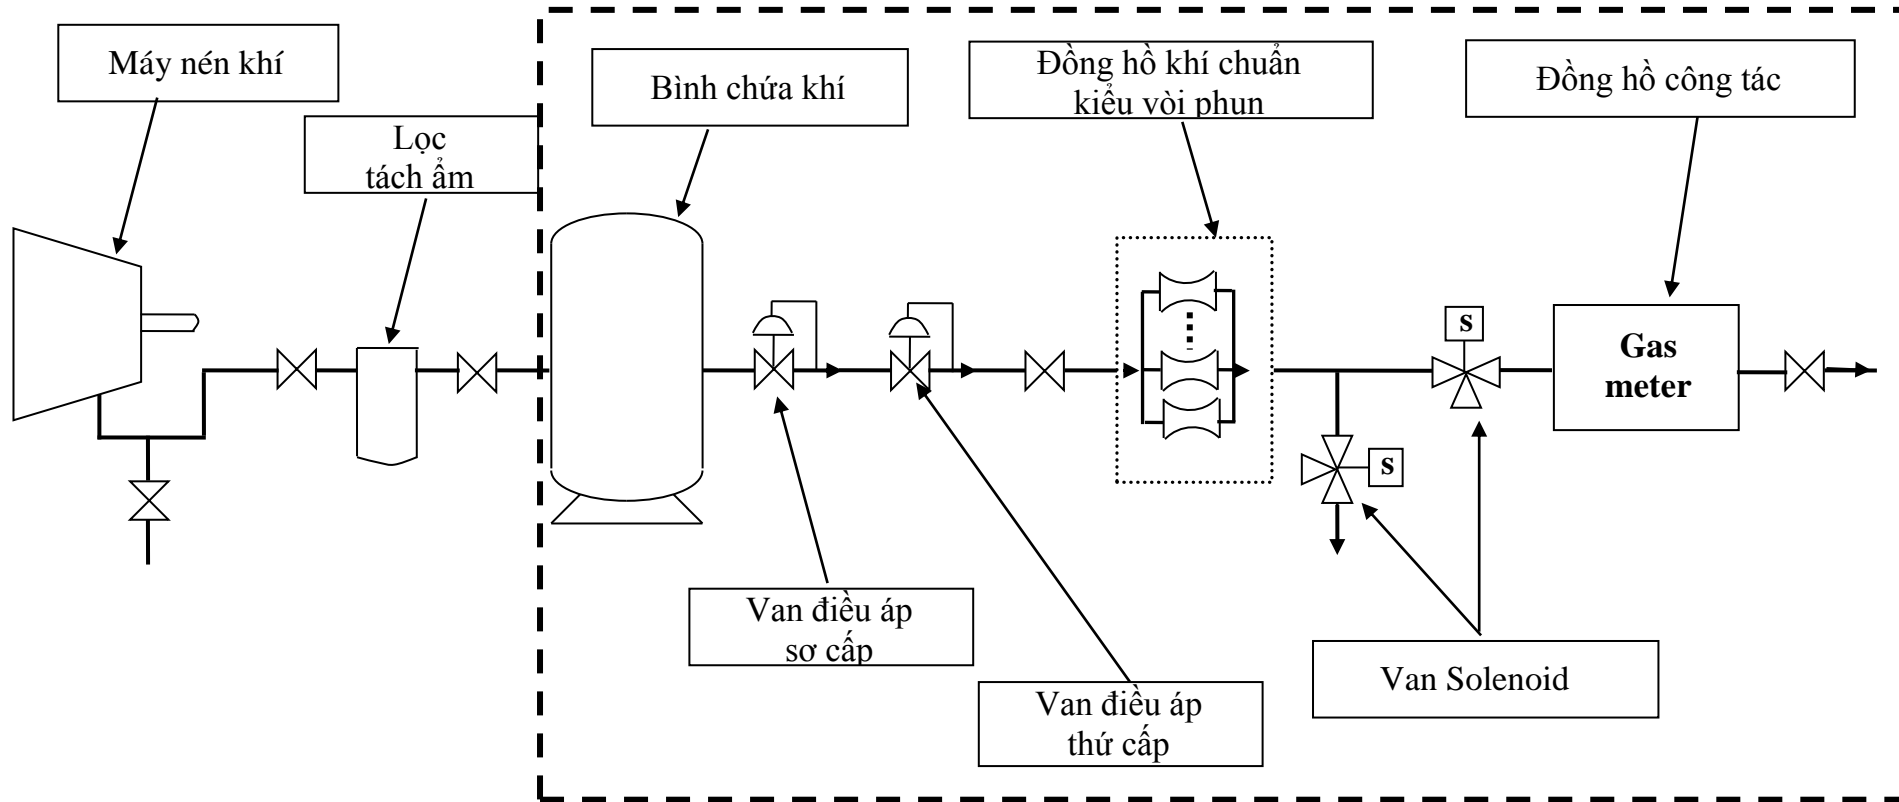 Máy nén khí
Lọc
tách ẩm
Bình chứa khí
Đồng hồ khí chuẩn
kiểu vòi phun
Đồng hồ công tác
s
Gas
meter
s
Van điều áp
sơ cấp
Van điều áp
thứ cấp
Van Solenoid